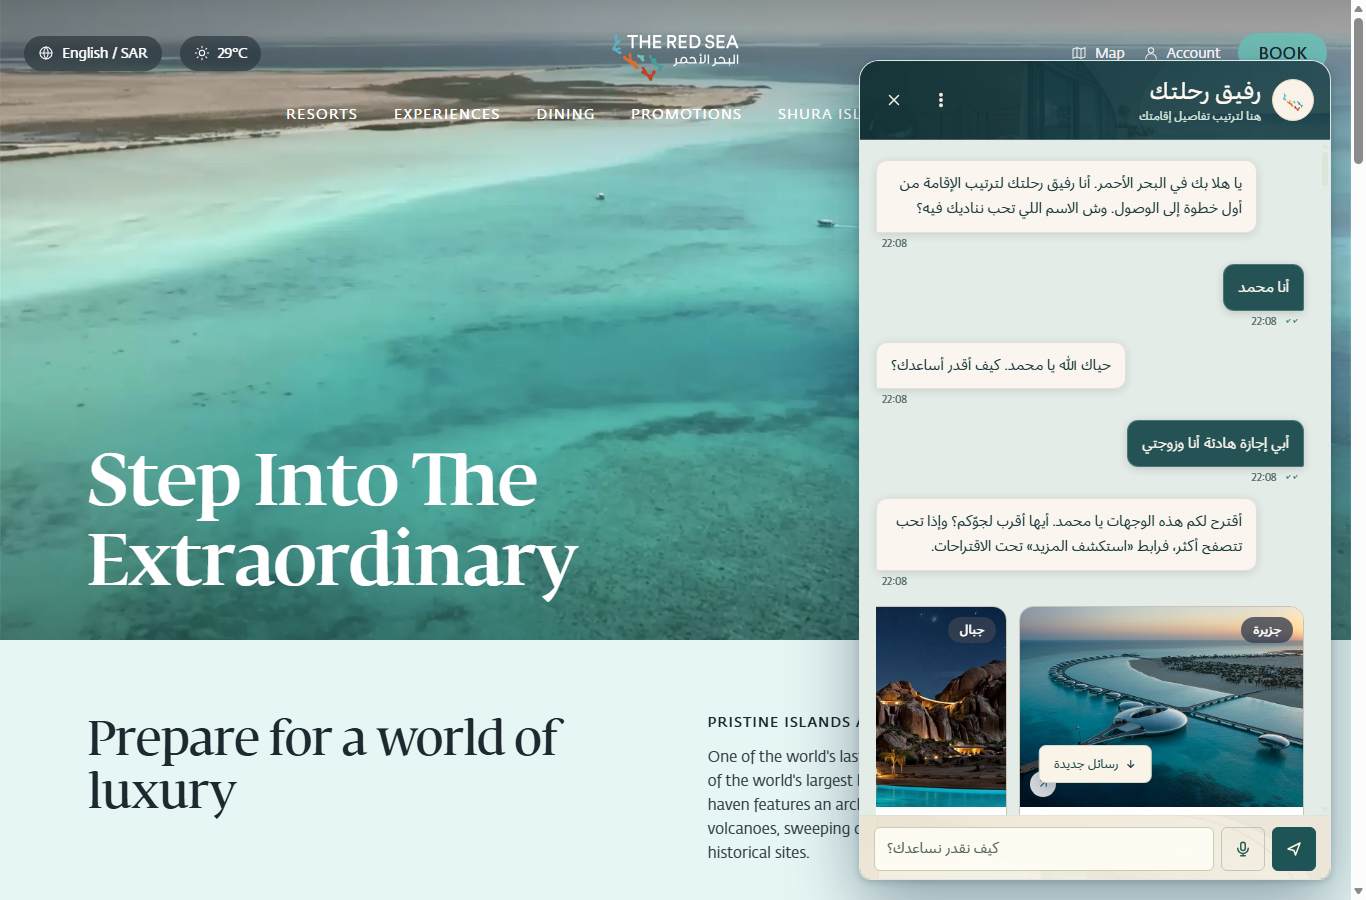 English / SAR
29°C
THE RED SEA
البحر الأحمر
Map
Account
BOOK
RESORTS
EXPERIENCES
DINING
PROMOTIONS
SHURA ISL
Step Into The
Extraordinary
Prepare for a world of
luxury
PRISTINE ISLANDS
One of the world's las
of the world's largest
haven features an arc
volcanoes, sweeping
historical sites.
رفيق رحلتك
هنا لترتيب تفاصيل إقامتك
يا هلا بك في البحر الأحمر. أنا رفيق رحلتك لترتيب الإقامة من
أول خطوة إلى الوصول. وش الاسم اللي تحب نناديك فيه؟
22:08
أنا محمد
22:08
حياك الله يا محمد. كيف أقدر أساعدك؟
22:08
أبي إجازة هادئة أنا وزوجتي
22:08
أقترح لكم هذه الوجهات يا محمد. أيها أقرب لجوّكم؟ وإذا تحب
تتصفح أكثر، فرابط «استكشف المزيد» تحت الاقتراحات.
22:08
جزيرة
جبال
رسائل جديدة
كيف نقدر نساعدك؟